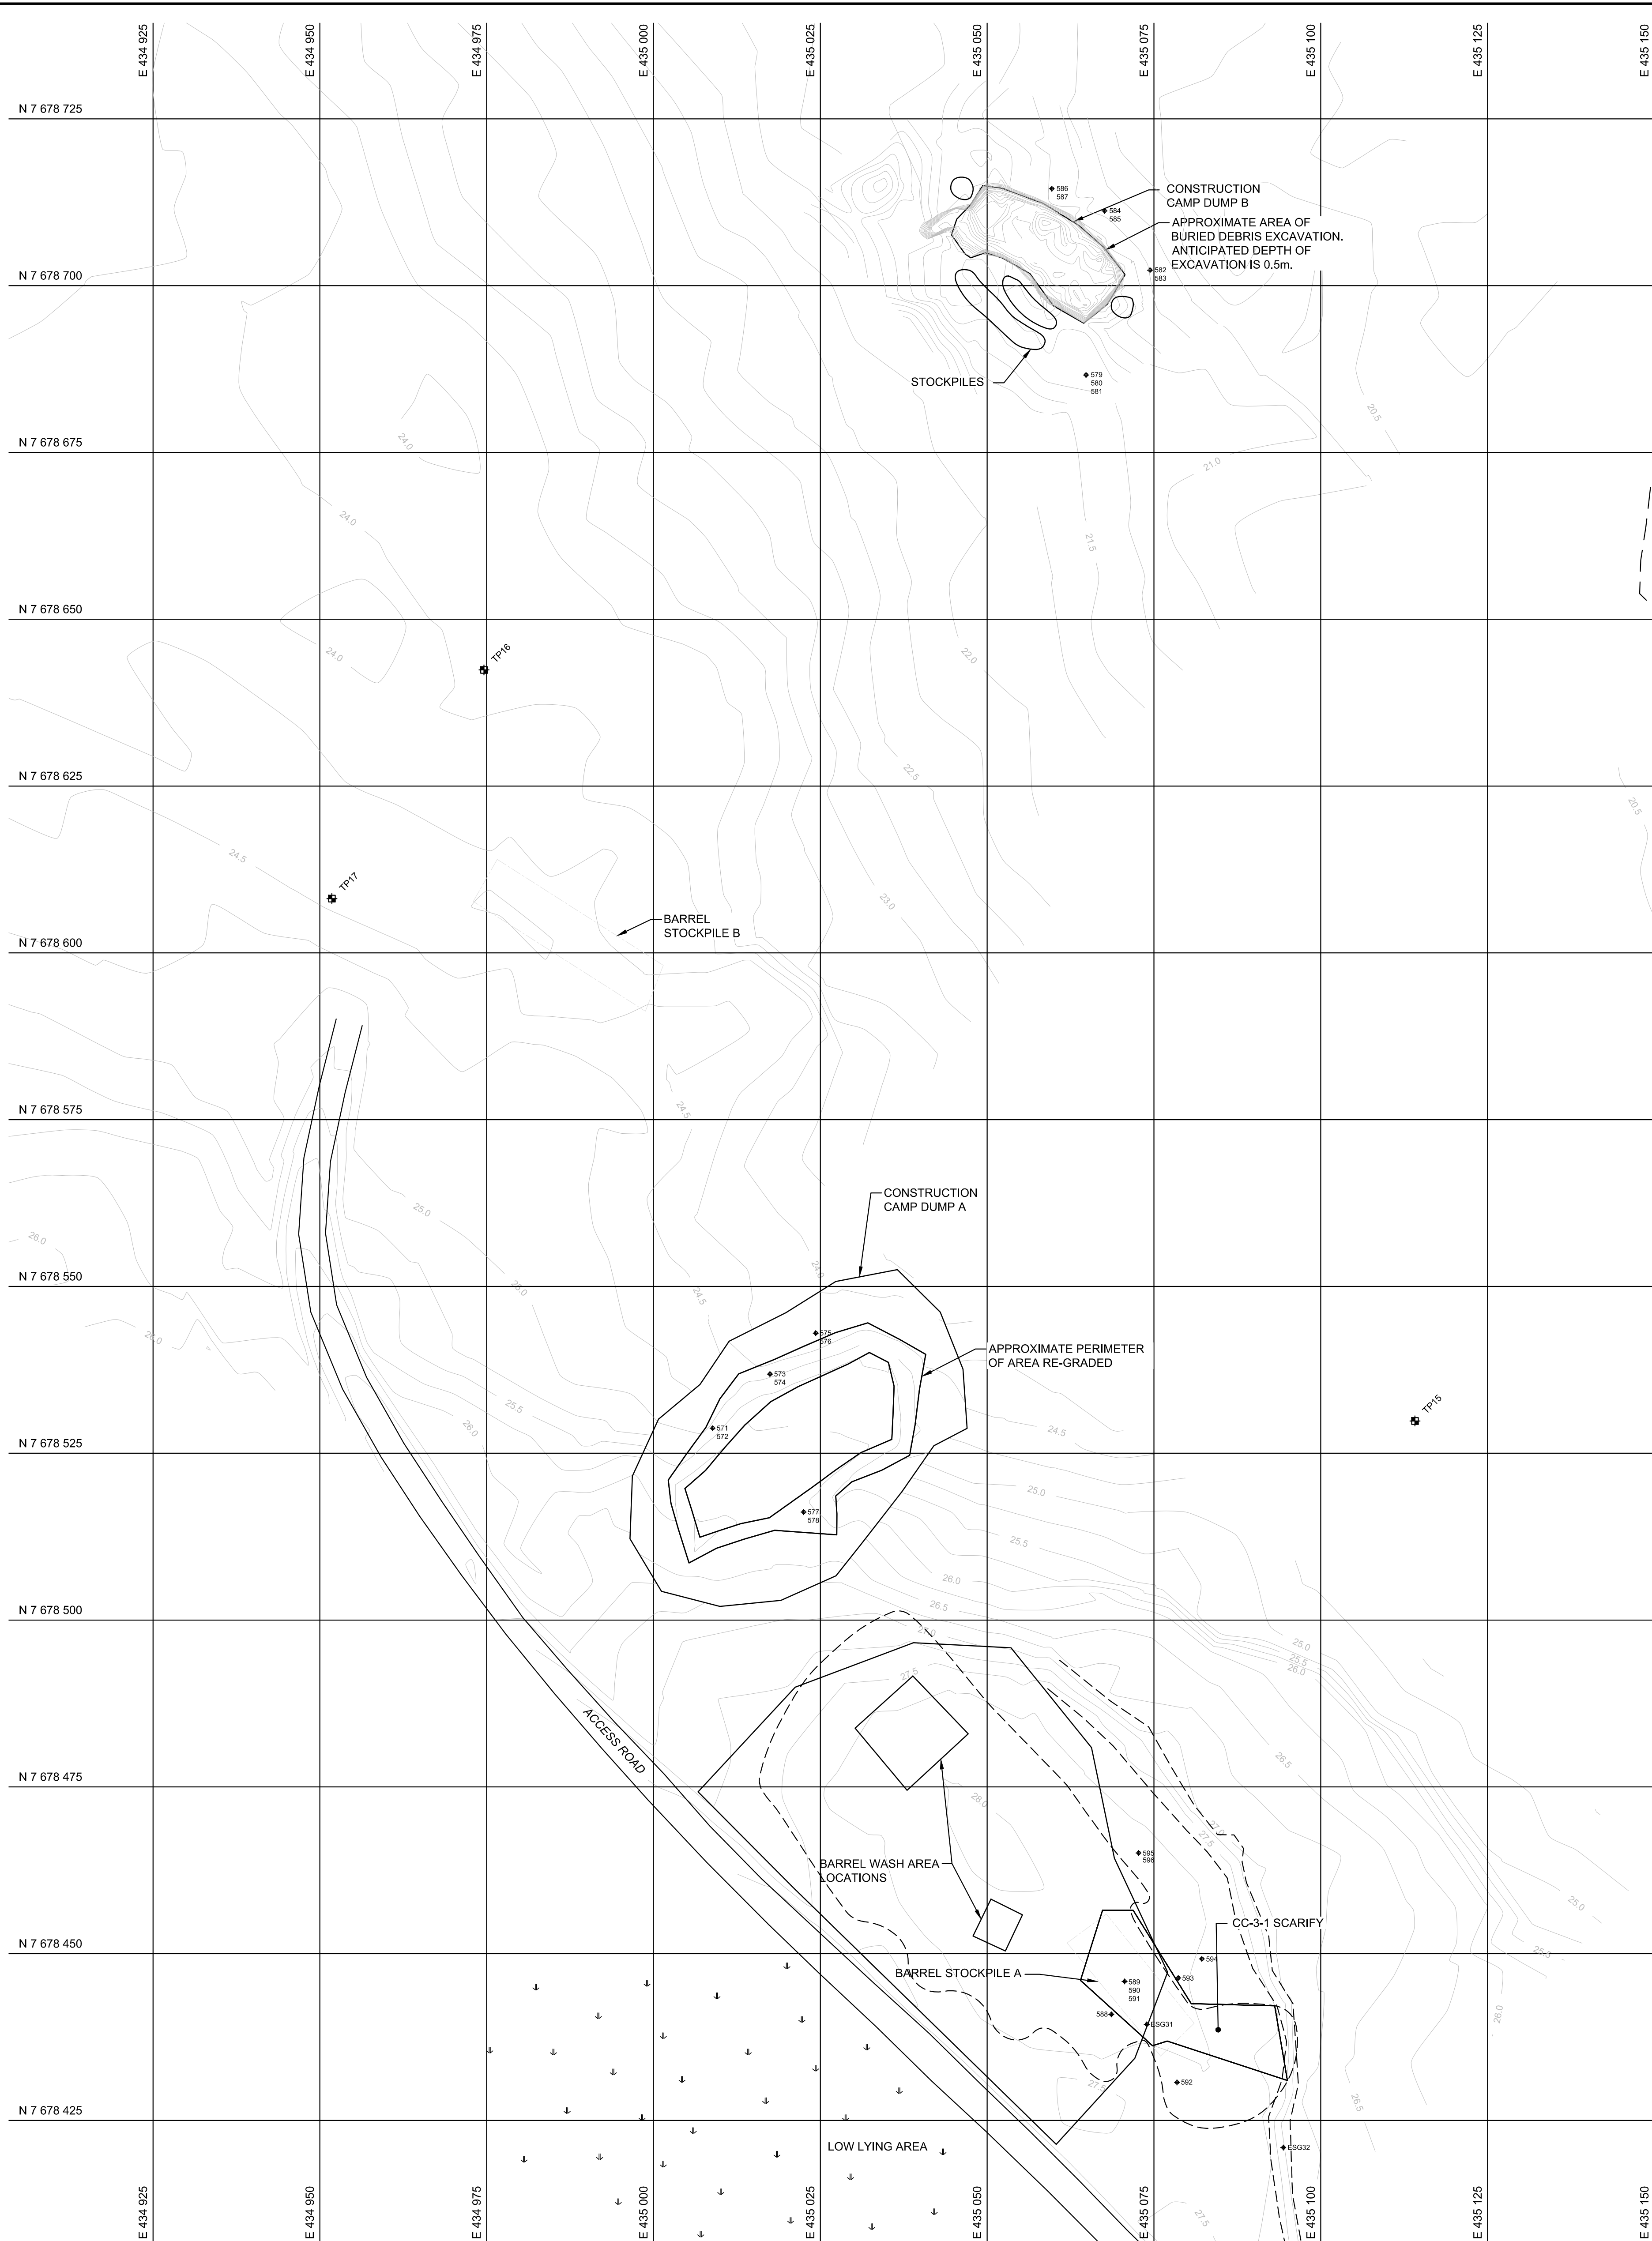 E 434 925
E 434 950
E 434 975
E 435 000
E 435 025
E 435 050
E 435 075
E 435 100
E 435 125
E 435 150
N 7 678 725
586
587
CONSTRUCTION
CAMP DUMP B
584
585
APPROXIMATE AREA OF
BURIED DEBRIS EXCAVATION.
ANTICIPATED DEPTH OF
EXCAVATION IS 0.5m.
582
583
N 7 678 700
STOCKPILES
579
580
581
20.5
24.0
N 7 678 675
21.0
24.0
21.5
N 7 678 650
24.0
TP16
22.0
N 7 678 625
22.5
20.5
24.5
TP17
23.0
BARREL
STOCKPILE B
N 7 678 600
N 7 678 575
24.5
CONSTRUCTION
CAMP DUMP A
25.0
26.0
N 7 678 550
24.0
25.0
24.5
26.0
575
576
APPROXIMATE PERIMETER
OF AREA RE-GRADED
573
574
25.5
26.0
571
572
24.5
TP15
N 7 678 525
25.0
577
578
25.5
26.0
26.5
N 7 678 500
27.0
25.0
25.5
26.0
27.5
ACCESS ROAD
26.5
N 7 678 475
28.0
27.0
27.5
595
596
BARREL WASH AREA
LOCATIONS
25.0
CC-3-1 SCARIFY
N 7 678 450
25.5
594
BARREL STOCKPILE A
593
589
590
591
588
26.0
ESG31
592
27.5
26.5
N 7 678 425
LOW LYING AREA
ESG32
27.5
E 434 925
E 434 950
E 434 975
E 435 000
E 435 025
E 435 050
E 435 075
E 435 100
E 435 125
E 435 150